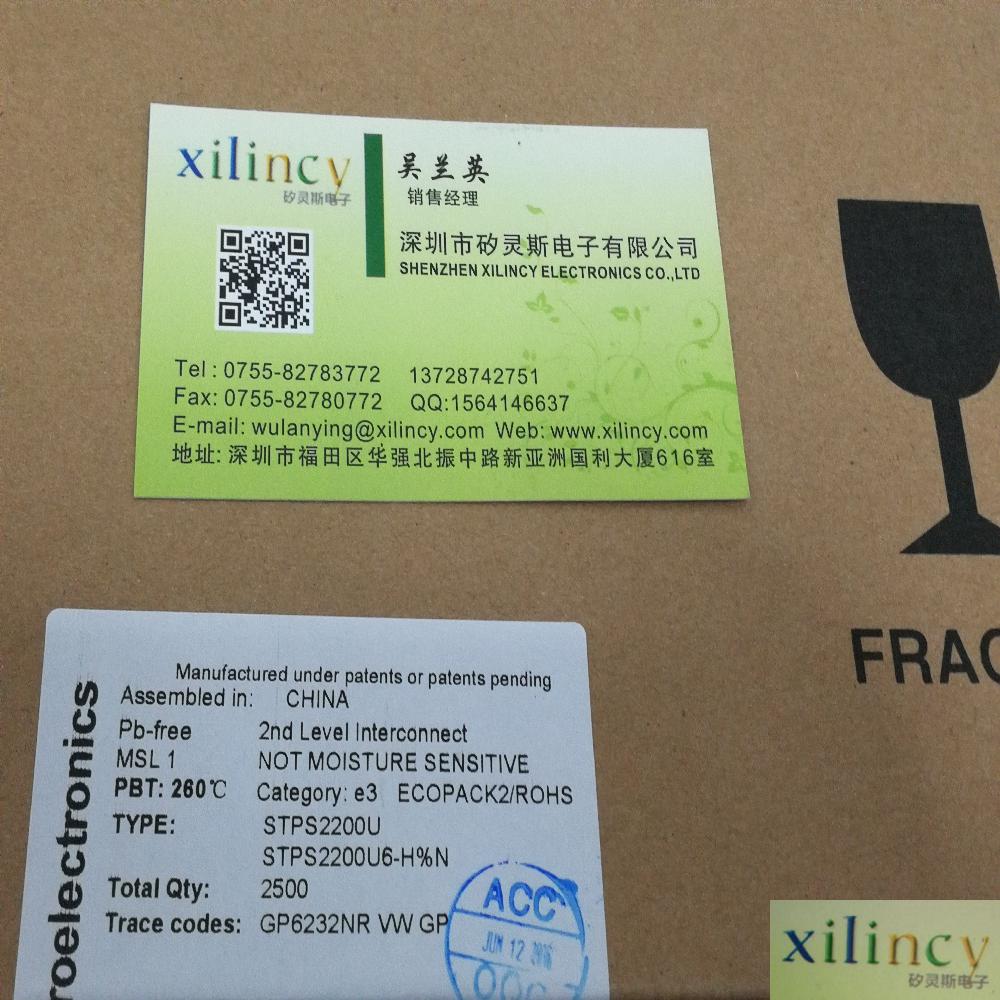 xilincy
矽灵斯电子
吴兰英
销售经理
深圳市矽灵斯电子有限公司
SHENZHEN XILINCY ELECTRONICS CO.,LTD
Tel: 0755-82783772 13728742751
Fax: 0755-82780772 QQ:1564146637
E-mail: wulanying@xilincy.com Web: www.xilincy.com
地址: 深圳市福田区华强北振中路新亚洲国利大厦616室
FRAG
roelectronics
Manufactured under patents or patents pending
Assembled in: CHINA
Pb-free 2nd Level Interconnect
MSL 1 NOT MOISTURE SENSITIVE
PBT: 260℃ Category: e3 ECOPACK2/ROHS
TYPE: STPS2200U
STPS2200U6-H%N
Total Qty: 2500
Trace codes: GP6232NR VW GP
ACC
JUN 12
xilincy
矽灵斯电子